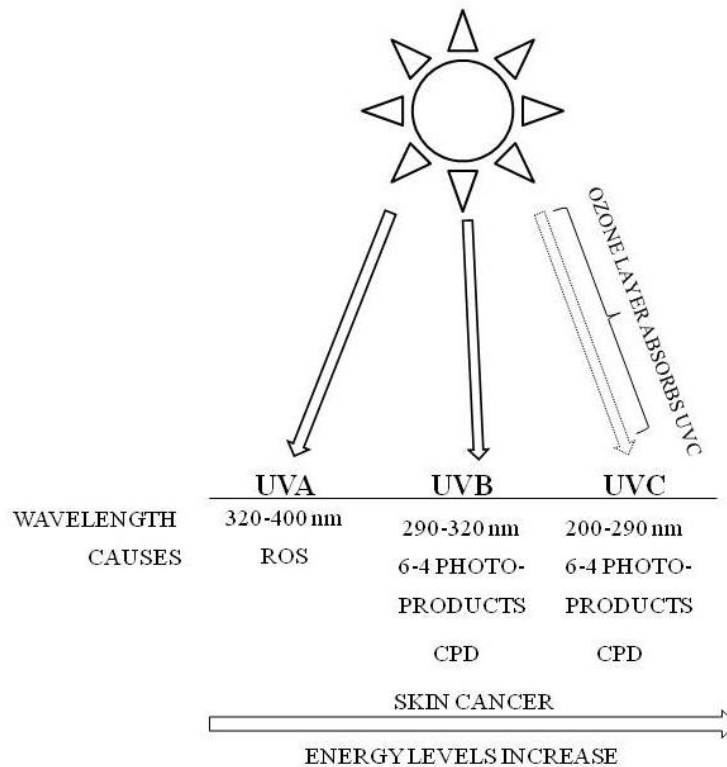 OZONE LAYER ABSORBS UVC
UVA UVB UVC
WAVELENGTH 320-400 nm 290-320 nm 200-290 nm
CAUSES ROS 6-4 PHOTO- 6-4 PHOTO-
PRODUCTS PRODUCTS
CPD CPD
SKIN CANCER
ENERGY LEVELS INCREASE